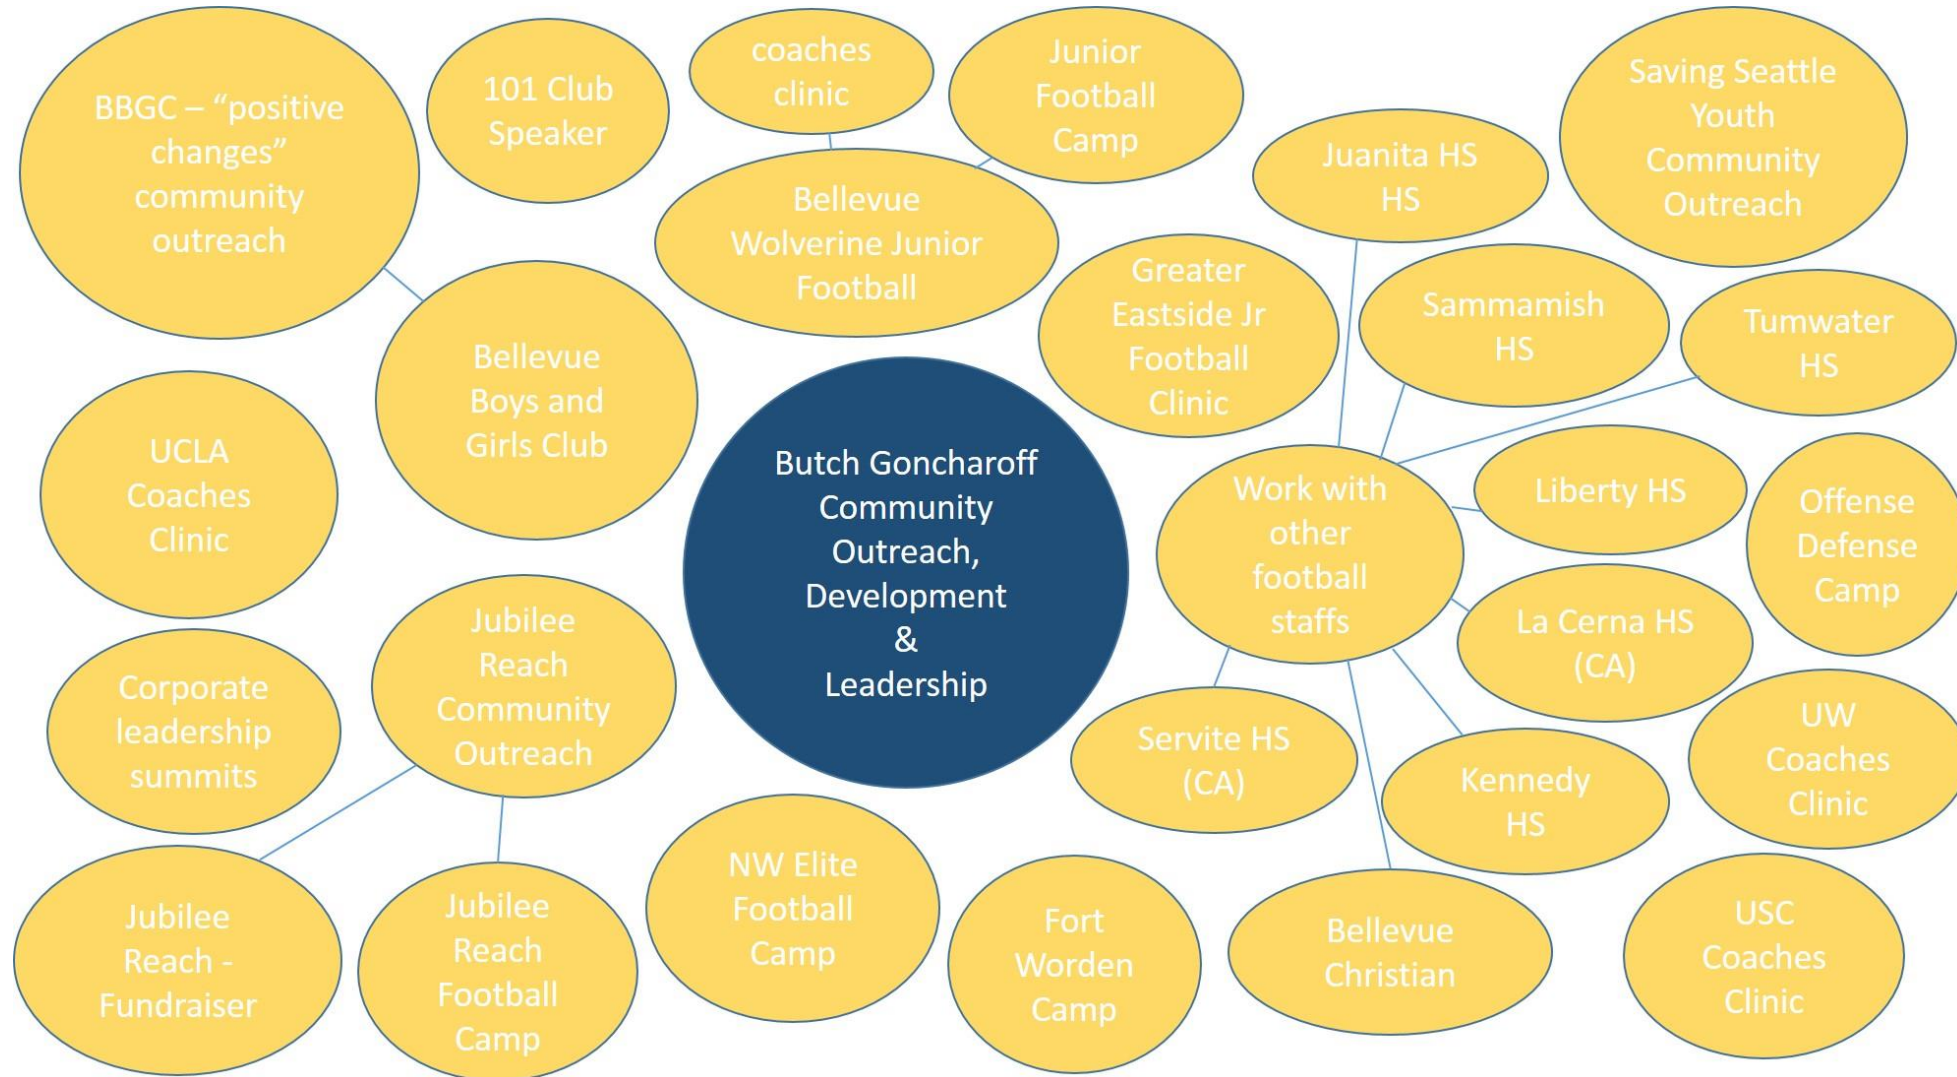 BBGC – “positive
changes”
community
outreach
101 Club
Speaker
coaches
clinic
Junior
Football
Camp
Saving Seattle
Youth
Community
Outreach
Juanita HS
HS
Bellevue
Wolverine Junior
Football
Greater
Eastside Jr
Football
Clinic
Sammamish
HS
Tumwater
HS
Bellevue
Boys and
Girls Club
UCLA
Coaches
Clinic
Butch Goncharoff
Community
Outreach,
Development
&
Leadership
Work with
other
football
staffs
Liberty HS
Offense
Defense
Camp
La Cerna HS
(CA)
Jubilee
Reach
Community
Outreach
Corporate
leadership
summits
Servite HS
(CA)
Kennedy
HS
UW
Coaches
Clinic
Jubilee
Reach -
Fundraiser
Jubilee
Reach
Football
Camp
NW Elite
Football
Camp
Fort
Worden
Camp
Bellevue
Christian
USC
Coaches
Clinic